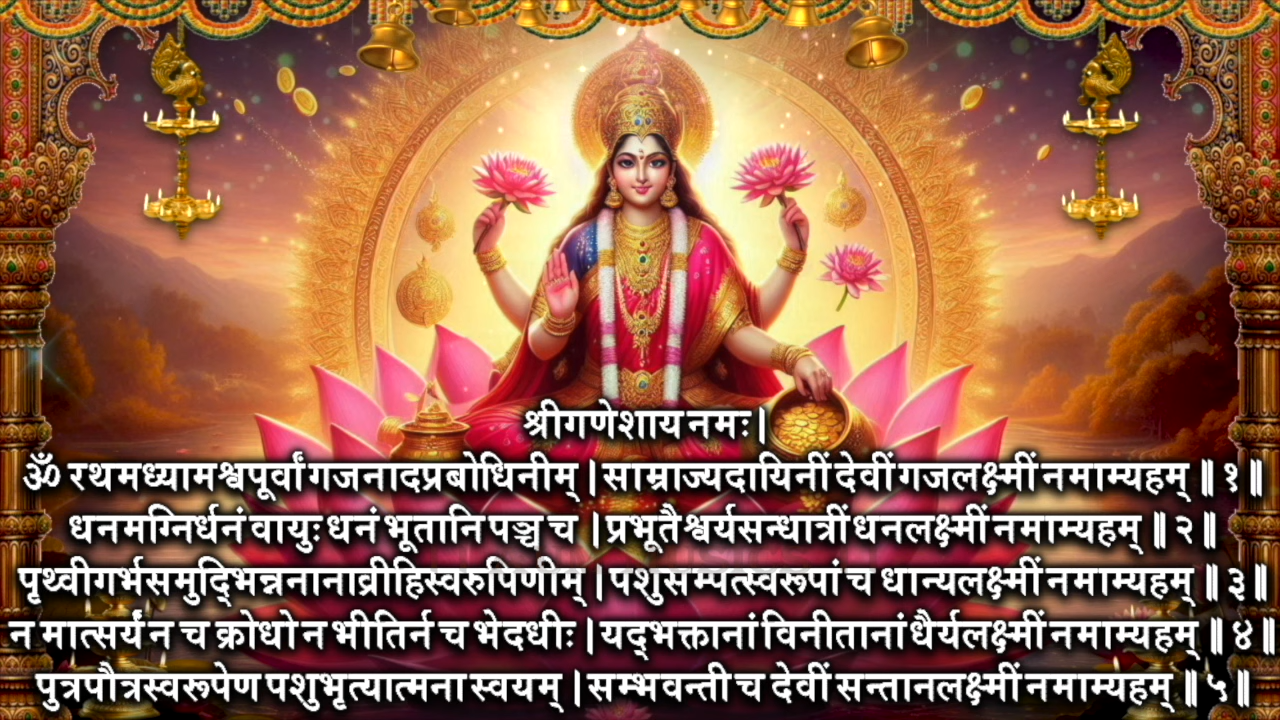 श्रीगणेशाय नमः |
ॐ रथमध्यामश्वपूर्वां गजनादप्रबोधिनीम् | साम्राज्यदायिनीं देवीं गजलक्ष्मीं नमाम्यहम् ॥ १ ॥
धनमग्निर्धनं वायुः धनं भूतानि पञ्च च | प्रभूतैश्वर्यसन्धात्रीं धनलक्ष्मीं नमाम्यहम् ॥ २ ॥
पृथ्वीगर्भसमुद्भिन्ननानाव्रीहिस्वरुपिणीम् | पशुसम्पत्स्वरूपां च धान्यलक्ष्मीं नमाम्यहम् ॥ ३ ॥
न मात्सर्यं न च क्रोधो न भीतिर्न च भेदधीः | यद्भक्तानां विनीतानां धैर्यलक्ष्मीं नमाम्यहम् ॥ ४ ॥
पुत्रपौत्रस्वरूपेण पशुभृत्यात्मना स्वयम् | सम्भवन्ती च देवीं सन्तानलक्ष्मीं नमाम्यहम् ॥ ५ ॥